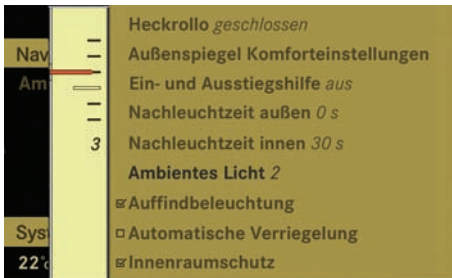 Heckrollo geschlossen
Nav
Außenspiegel Komforteinstellungen
Am
Ein- und Ausstiegshilfe aus
Nachleuchtzeit außen 0 s
3
Nachleuchtzeit innen 30 s
Ambientes Licht 2
Auffindbeleuchtung
Sys
Automatische Verriegelung
22°
Innenraumschutz